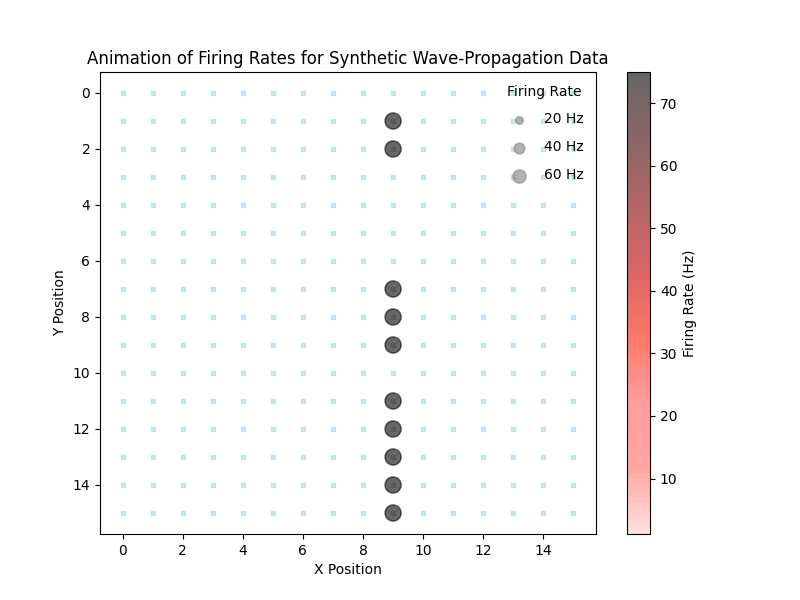 Animation of Firing Rates for Synthetic Wave-Propagation Data
Firing Rate
20 Hz
40 Hz
60 Hz
0
2
4
6
8
10
12
14
Y Position
0 2 4 6 8 10 12 14
X Position
70
60
50
40
30
20
10
Firing Rate (Hz)